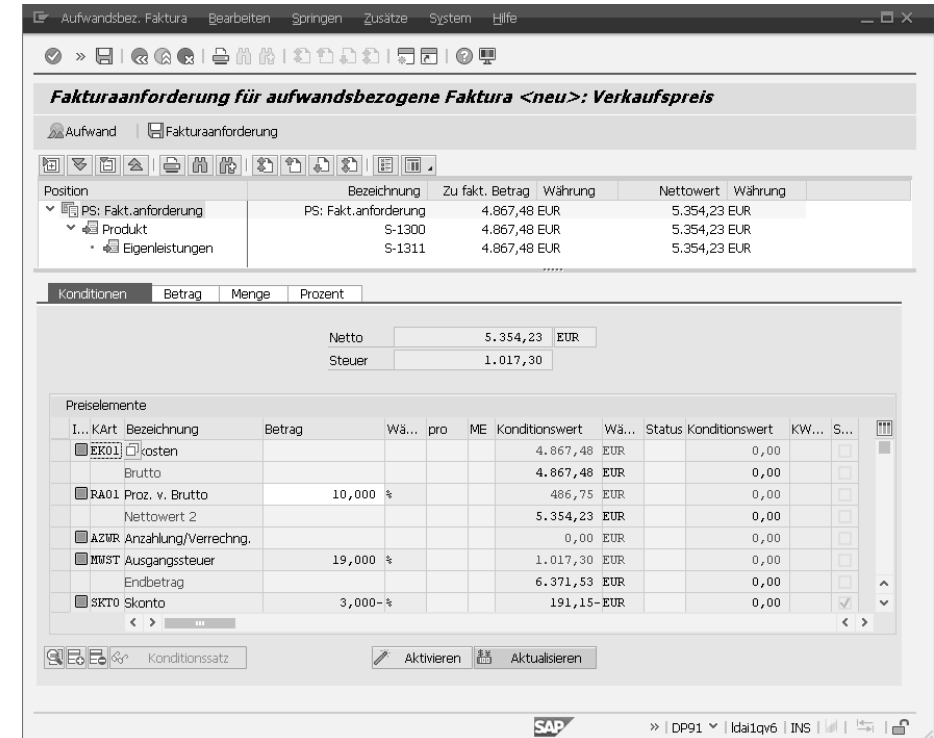 Aufwandsbez. Faktura Bearbeiten Springen Zusätze System Hilfe
Fakturaanforderung für aufwandsbezogene Faktura <neu>: Verkaufspreis
Aufwand Fakturaanforderung
Position Bezeichnung Zu fakt. Betrag Währung Nettowert Währung
PS: Fakt.anforderung PS: Fakt.anforderung 4.867,48 EUR 5.354,23 EUR
Produkt S-1300 4.867,48 EUR 5.354,23 EUR
Eigenleistungen S-1311 4.867,48 EUR 5.354,23 EUR
Konditionen Betrag Menge Prozent
Netto 5.354,23 EUR
Steuer 1.017,30
Preiselemente
I... KArt Bezeichnung Betrag Wä... pro ME Konditionswert Wä... Status Konditionswert KW... S...
EK01 kosten 4.867,48 EUR 0,00
Brutto 4.867,48 EUR 0,00
RA01 Proz. v. Brutto 10,000 % 486,75 EUR 0,00
Nettowert 2 5.354,23 EUR 0,00
AZWR Anzahlung/Verrechng. 0,00 EUR 0,00
MWST Ausgangssteuer 19,000 % 1.017,30 EUR 0,00
Endbetrag 6.371,53 EUR 0,00
SKTO Skonto 3,000- % 191,15- EUR 0,00
Konditionssatz Aktivieren Aktualisieren
SAP » DP91 ldai1qv6 INS